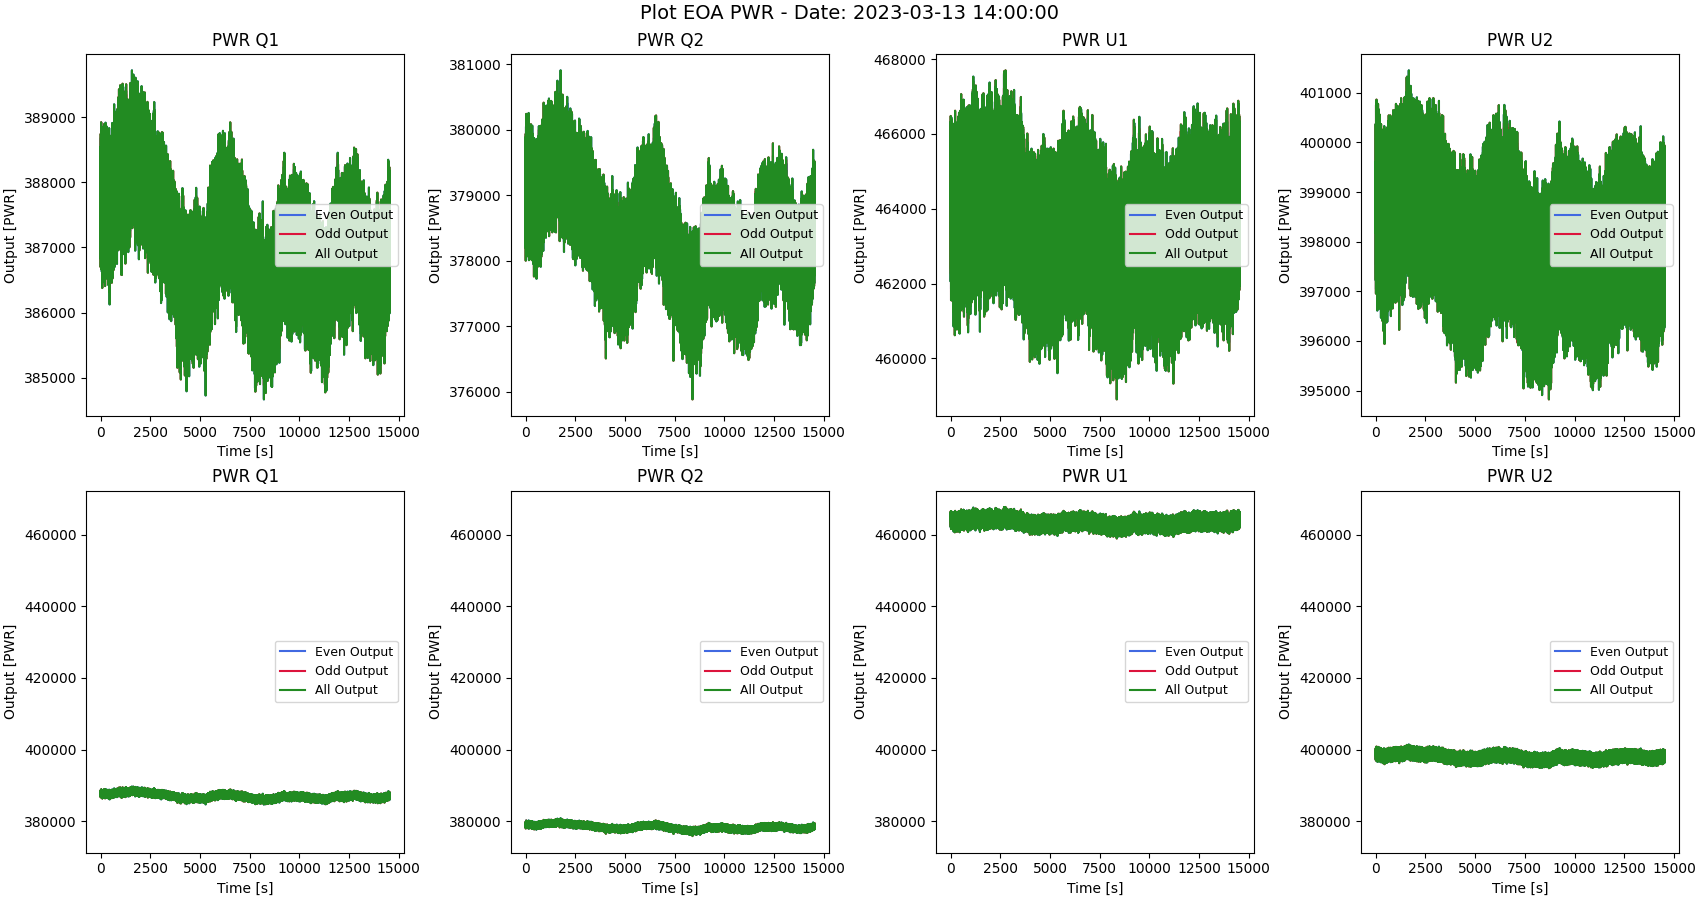 Plot EOA PWR - Date: 2023-03-13 14:00:00
PWR Q1
Output [PWR]
389000
388000
387000
386000
385000
Even Output
Odd Output
All Output
0 2500 5000 7500 10000 12500 15000
Time [s]
PWR Q2
Output [PWR]
381000
380000
379000
378000
377000
376000
Even Output
Odd Output
All Output
0 2500 5000 7500 10000 12500 15000
Time [s]
PWR U1
Output [PWR]
468000
466000
464000
462000
460000
Even Output
Odd Output
All Output
0 2500 5000 7500 10000 12500 15000
Time [s]
PWR U2
Output [PWR]
401000
400000
399000
398000
397000
396000
395000
Even Output
Odd Output
All Output
0 2500 5000 7500 10000 12500 15000
Time [s]
PWR Q1
Output [PWR]
460000
440000
420000
400000
380000
Even Output
Odd Output
All Output
0 2500 5000 7500 10000 12500 15000
Time [s]
PWR Q2
Output [PWR]
460000
440000
420000
400000
380000
Even Output
Odd Output
All Output
0 2500 5000 7500 10000 12500 15000
Time [s]
PWR U1
Output [PWR]
460000
440000
420000
400000
380000
Even Output
Odd Output
All Output
0 2500 5000 7500 10000 12500 15000
Time [s]
PWR U2
Output [PWR]
460000
440000
420000
400000
380000
Even Output
Odd Output
All Output
0 2500 5000 7500 10000 12500 15000
Time [s]